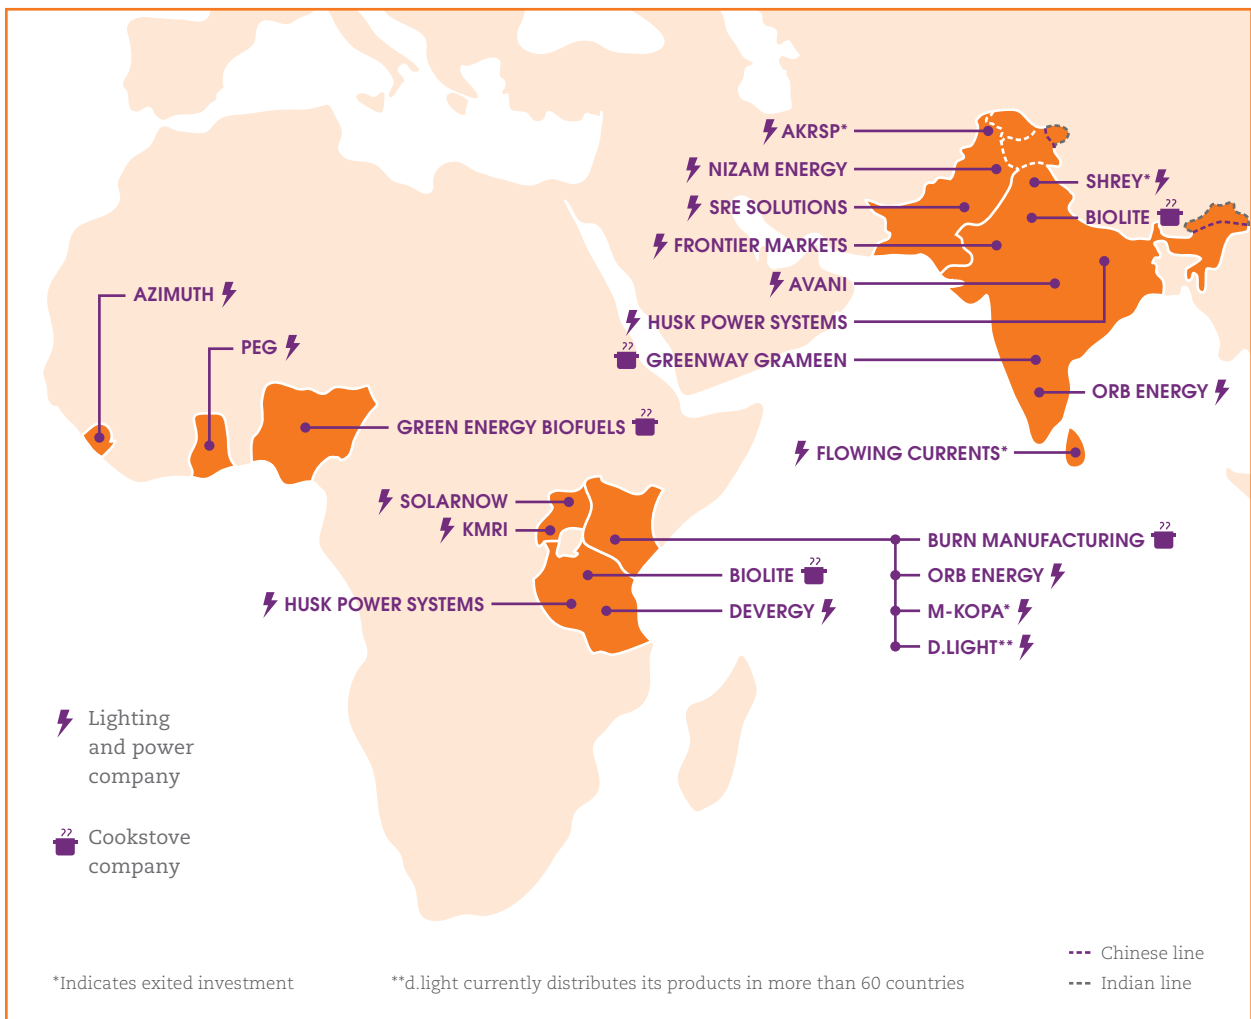 AKRSP*
NIZAM ENERGY
SRE SOLUTIONS
FRONTIER MARKETS
AVANI
HUSK POWER SYSTEMS
GREENWAY GRAMEEN
SHREY*
BIOLITE
ORB ENERGY
FLOWING CURRENTS*
AZIMUTH
PEG
GREEN ENERGY BIOFUELS
SOLARNOW
KMRI
HUSK POWER SYSTEMS
BIOLITE
DEVERGY
BURN MANUFACTURING
ORB ENERGY
M-KOPA*
D.LIGHT**
Lighting
and power
company
Cookstove
company
*Indicates exited investment
**d.light currently distributes its products in more than 60 countries
Chinese line
Indian line